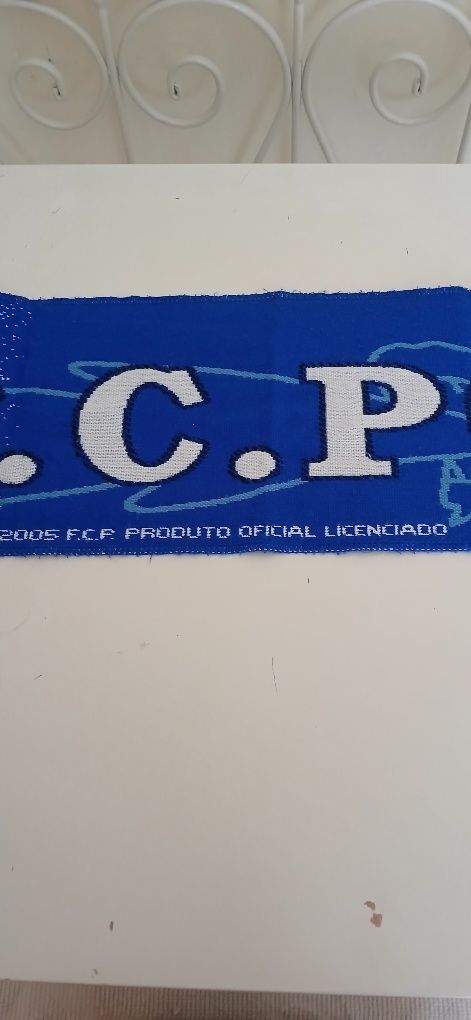 .C.P
2005 F.C.P. PRODUTO OFICIAL LICENCIADO